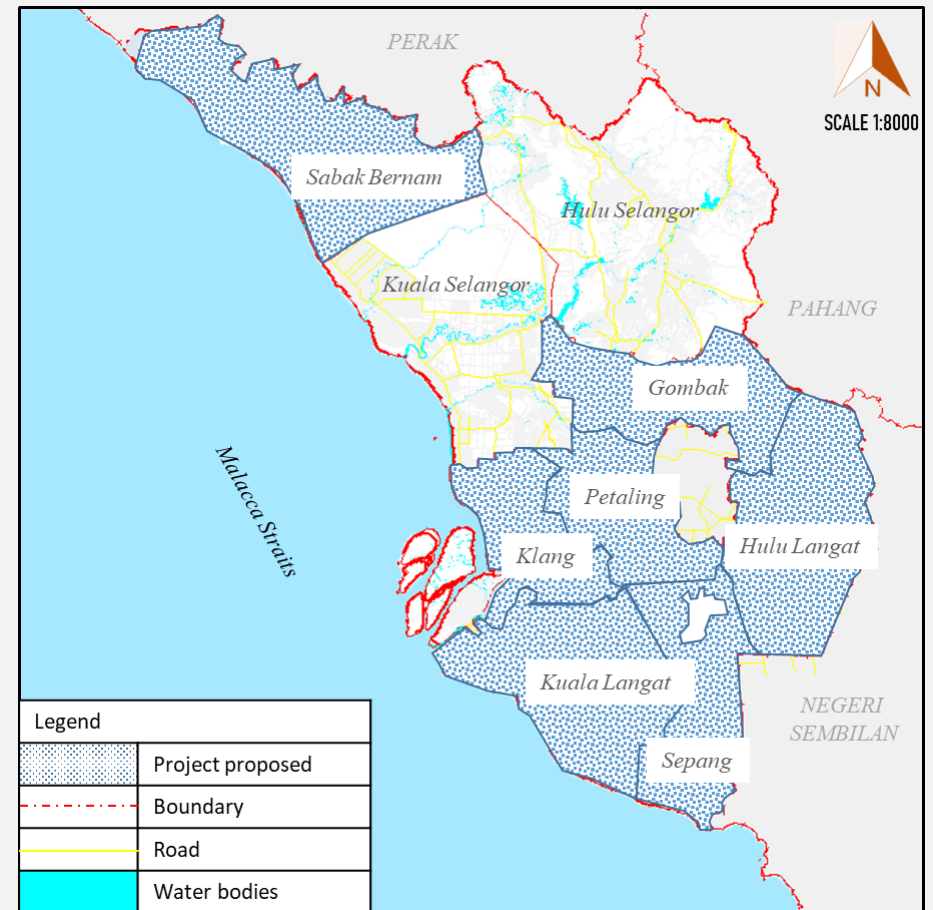 PERAK
N
SCALE 1:8000
Sabak Bernam
Hulu Selangor
Kuala Selangor
PAHANG
Gombak
Malacca Straits
Petaling
Hulu Langat
Klang
Kuala Langat
NEGERI
SEMBILAN
Sepang
Legend
Project proposed
Boundary
Road
Water bodies